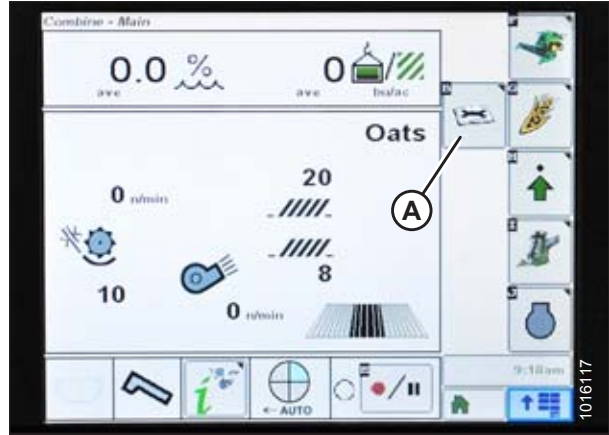 Combine - Main
0.0 %
ave
0
ave
bu/ac
Oats
20
0 n/min
8
10
0 n/min
A
AUTO
9:18am
1016117